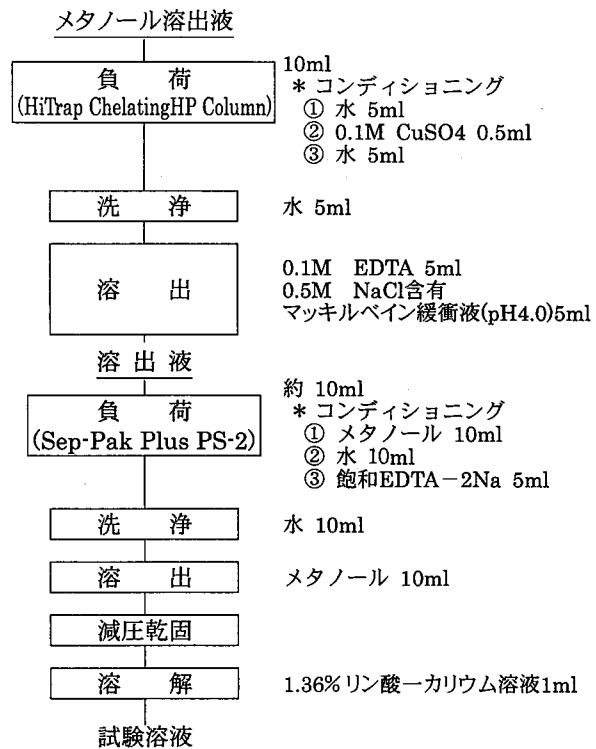 メタノール溶出液
負荷
(HiTrap ChelatingHP Column)
10ml
* コンディショニング
① 水 5ml
② 0.1M CuSO4 0.5ml
③ 水 5ml
洗浄
水 5ml
溶出
0.1M EDTA 5ml
0.5M NaCl含有
マッキルベイン緩衝液(pH4.0)5ml
溶出液
負荷
(Sep-Pak Plus PS-2)
約 10ml
* コンディショニング
① メタノール 10ml
② 水 10ml
③ 飽和EDTA－2Na 5ml
洗浄
水 10ml
溶出
メタノール 10ml
減圧乾固
溶解
1.36%リン酸一カリウム溶液1ml
試験溶液